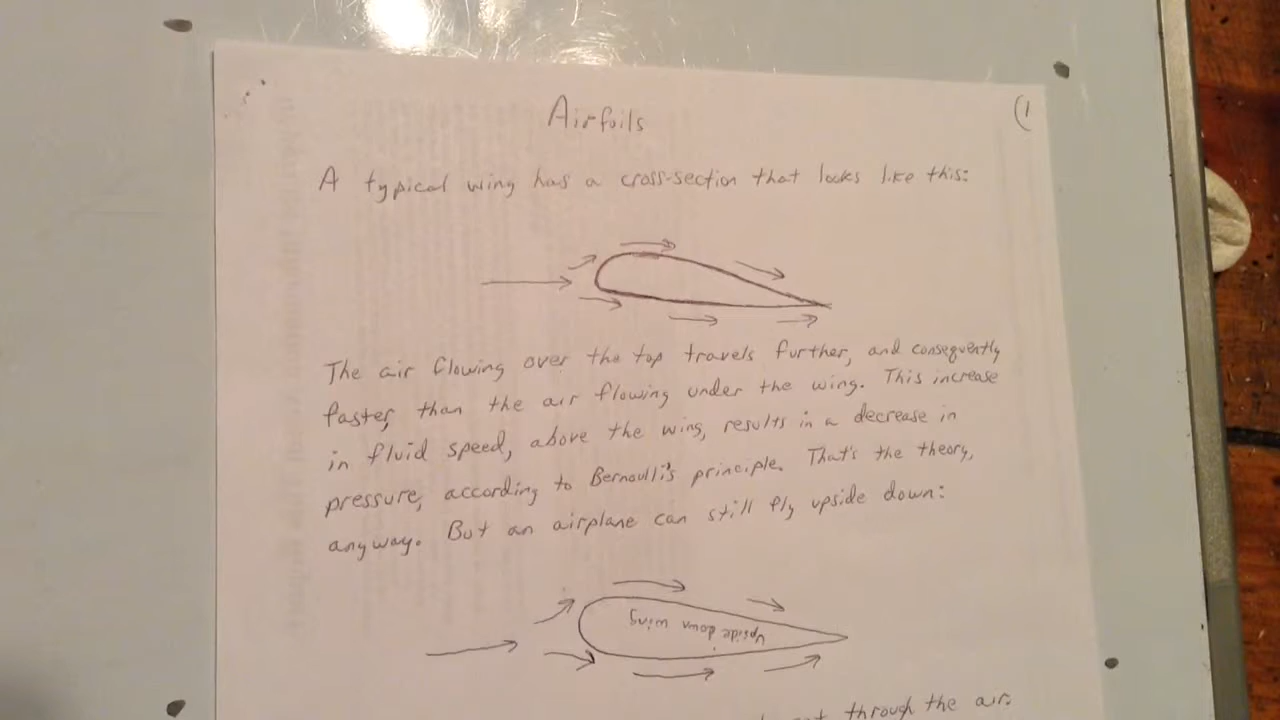 Airfoils
(1
A typical wing has a cross-section that looks like this:
The air flowing over the top travels further, and consequently
faster, than the air flowing under the wing. This increase
in fluid speed, above the wing, results in a decrease in
pressure, according to Bernoulli's principle. That's the theory,
anyway. But an airplane can still fly upside down:
Upside down wing
through the air.